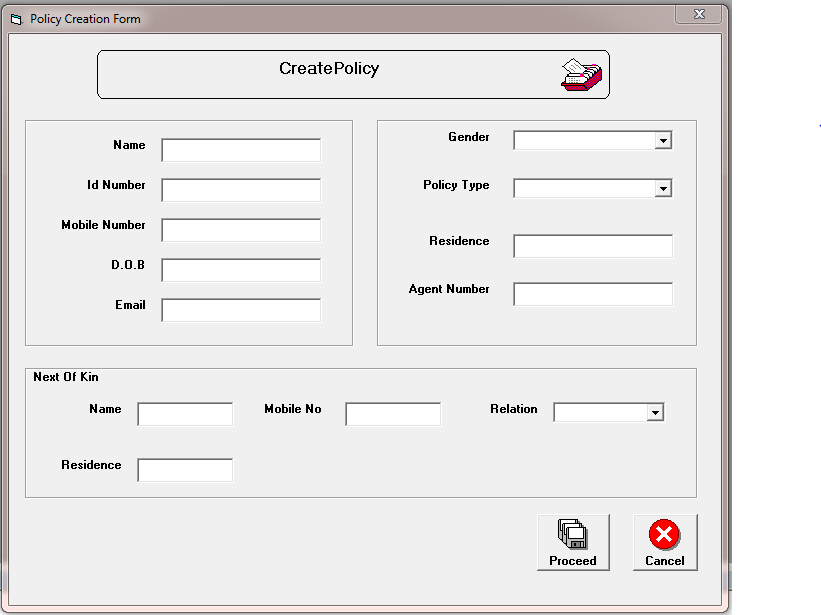 Policy Creation Form
CreatePolicy
Name
Id Number
Mobile Number
D.O.B
Email
Gender
Policy Type
Residence
Agent Number
Next Of Kin
Name
Mobile No
Relation
Residence
Proceed
Cancel